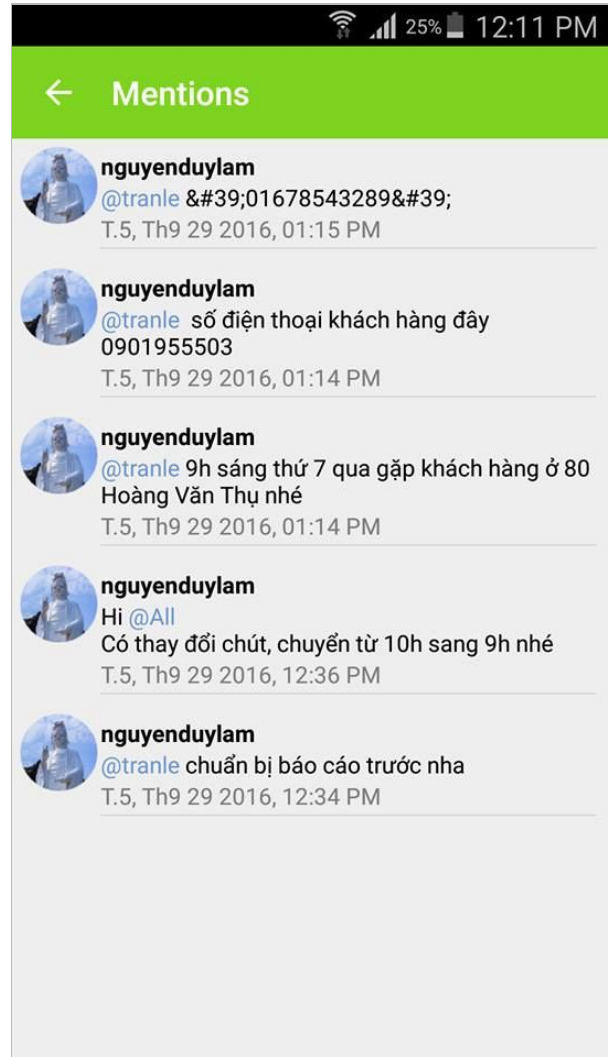 25% 12:11 PM
Mentions
nguyenduylam
@tranle &#39;01678543289&#39;
T.5, Th9 29 2016, 01:15 PM
nguyenduylam
@tranle  số điện thoại khách hàng đây
0901955503
T.5, Th9 29 2016, 01:14 PM
nguyenduylam
@tranle 9h sáng thứ 7 qua gặp khách hàng ở 80
Hoàng Văn Thụ nhé
T.5, Th9 29 2016, 01:14 PM
nguyenduylam
Hi @All
Có thay đổi chút, chuyển từ 10h sang 9h nhé
T.5, Th9 29 2016, 12:36 PM
nguyenduylam
@tranle chuẩn bị báo cáo trước nha
T.5, Th9 29 2016, 12:34 PM